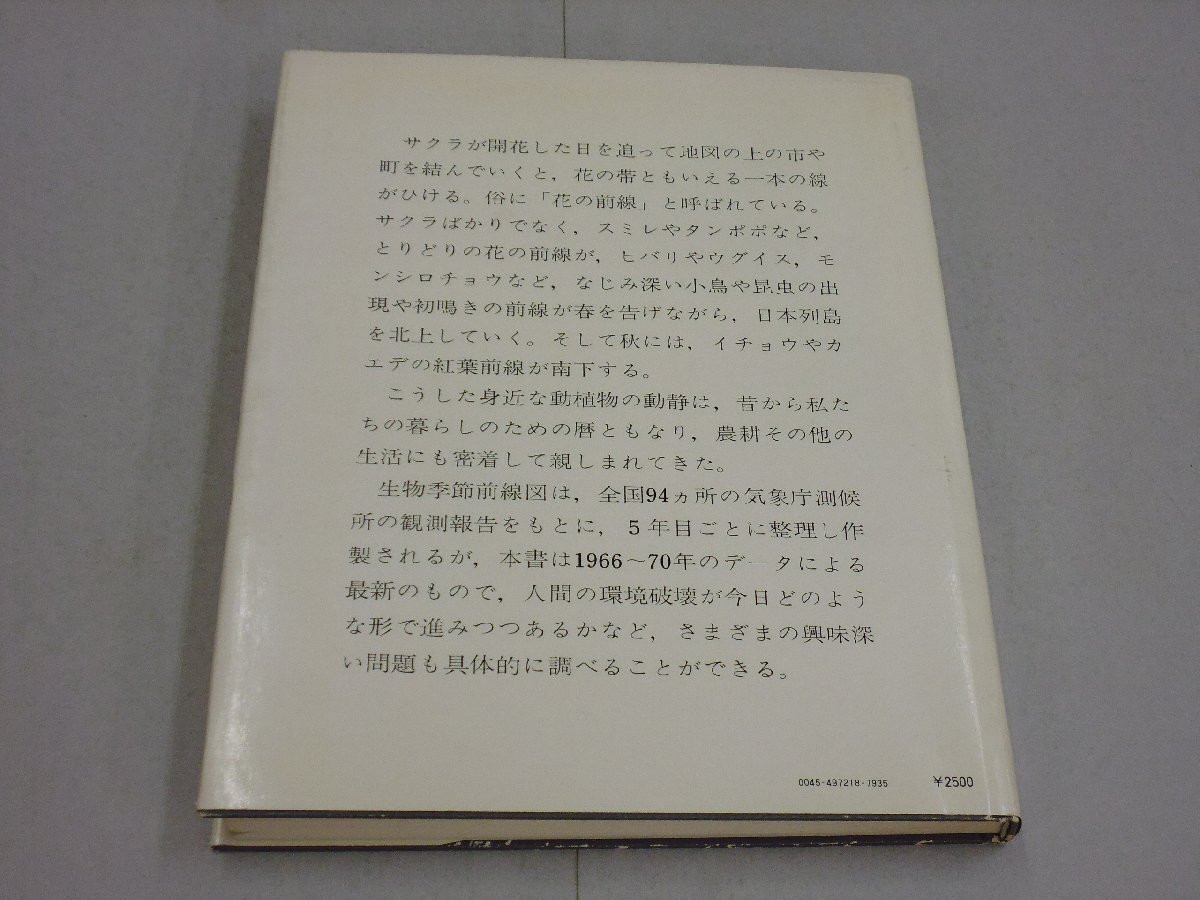 サクラが開花した日を追って地図の上の市や
町を結んでいくと，花の帯ともいえる一本の線
がひける。俗に「花の前線」と呼ばれている。
サクラばかりでなく，スミレやタンポポなど，
とりどりの花の前線が，ヒバリやウグイス，モ
ンシロチョウなど，なじみ深い小鳥や昆虫の出
現や初鳴きの前線が春を告げながら，日本列島
を北上していく。そして秋には，イチョウやカ
エデの紅葉前線が南下する。
こうした身近な動植物の動静は，昔から私た
ちの暮らしのための暦ともなり，農耕その他の
生活にも密着して親しまれてきた。
生物季節前線図は，全国94ヵ所の気象庁測候
所の観測報告をもとに，5年目ごとに整理し作
製されるが，本書は1966〜70年のデータによる
最新のもので，人間の環境破壊が今日どのよう
な形で進みつつあるかなど，さまざまの興味深
い問題も具体的に調べることができる。
0045-497218-7935 ¥2500